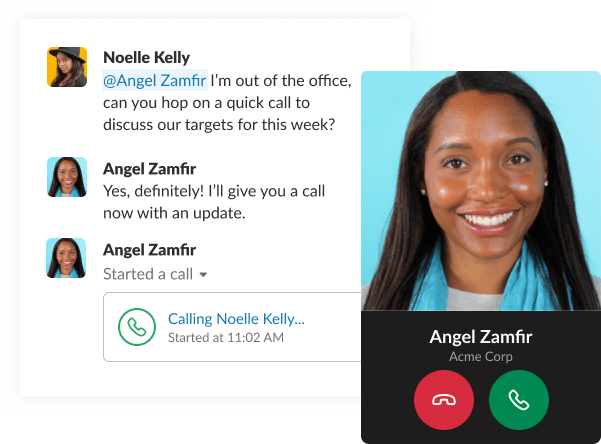 Noelle Kelly
@Angel Zamfir I’m out of the office,
can you hop on a quick call to
discuss our targets for this week?
Angel Zamfir
Yes, definitely! I’ll give you a call
now with an update.
Angel Zamfir
Started a call
Calling Noelle Kelly...
Started at 11:02 AM
Angel Zamfir
Acme Corp